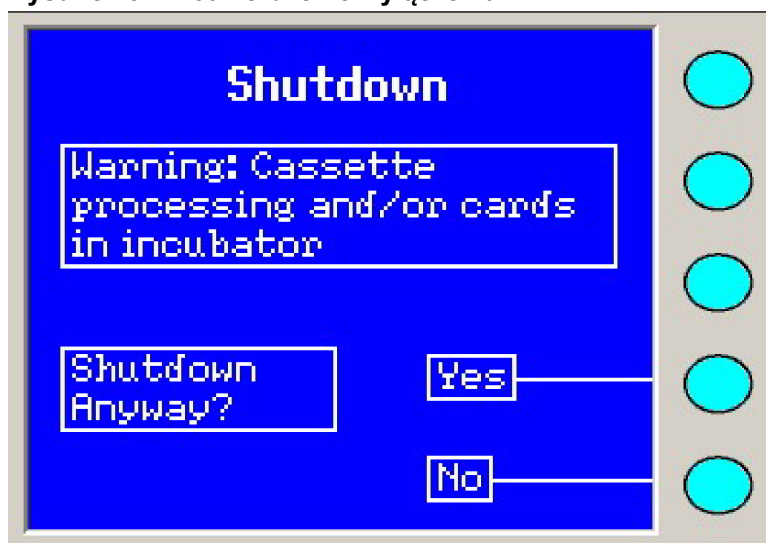 Shutdown
Warning: Cassette
processing and/or cards
in incubator
Shutdown
Anyway?
Yes
No